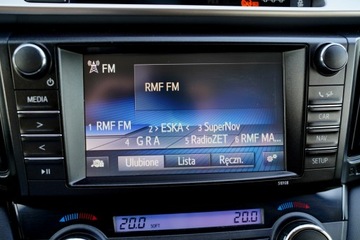 FM
RMF FM
MEDIA
CAR
SETUP
1 RMF FM
2 >ESKA<
3 SuperNov
4 G R A
5 RadioZET
6 RMF MA...
Ulubione
Lista
Ręczn.
20.0
SOFT
20.0